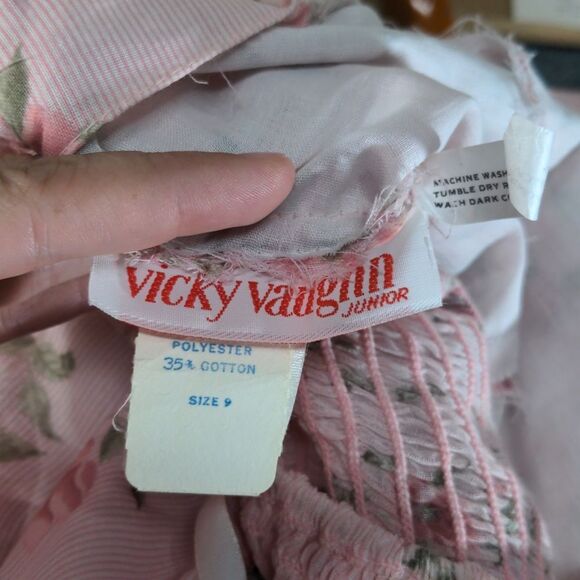 vicky vaughn
JUNIOR
POLYESTER
35% COTTON
SIZE 9
MACHINE WASH
TUMBLE DRY
WASH DARK